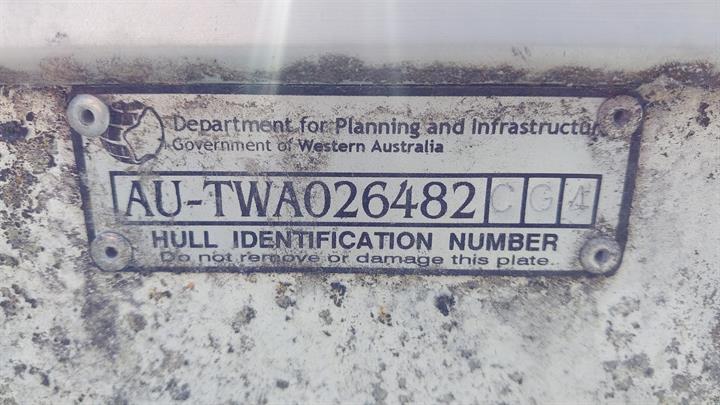 Department for Planning and Infrastructur
Government of Western Australia
AU-TWA026482 C G 4
HULL IDENTIFICATION NUMBER
Do not remove or damage this plate.